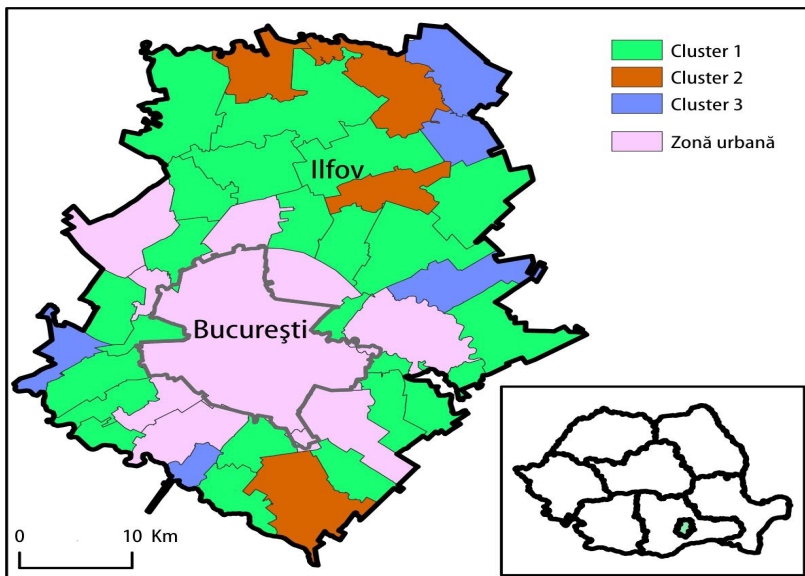 Cluster 1
Cluster 2
Cluster 3
Zonă urbană
Ilfov
Bucureşti
0 10 Km